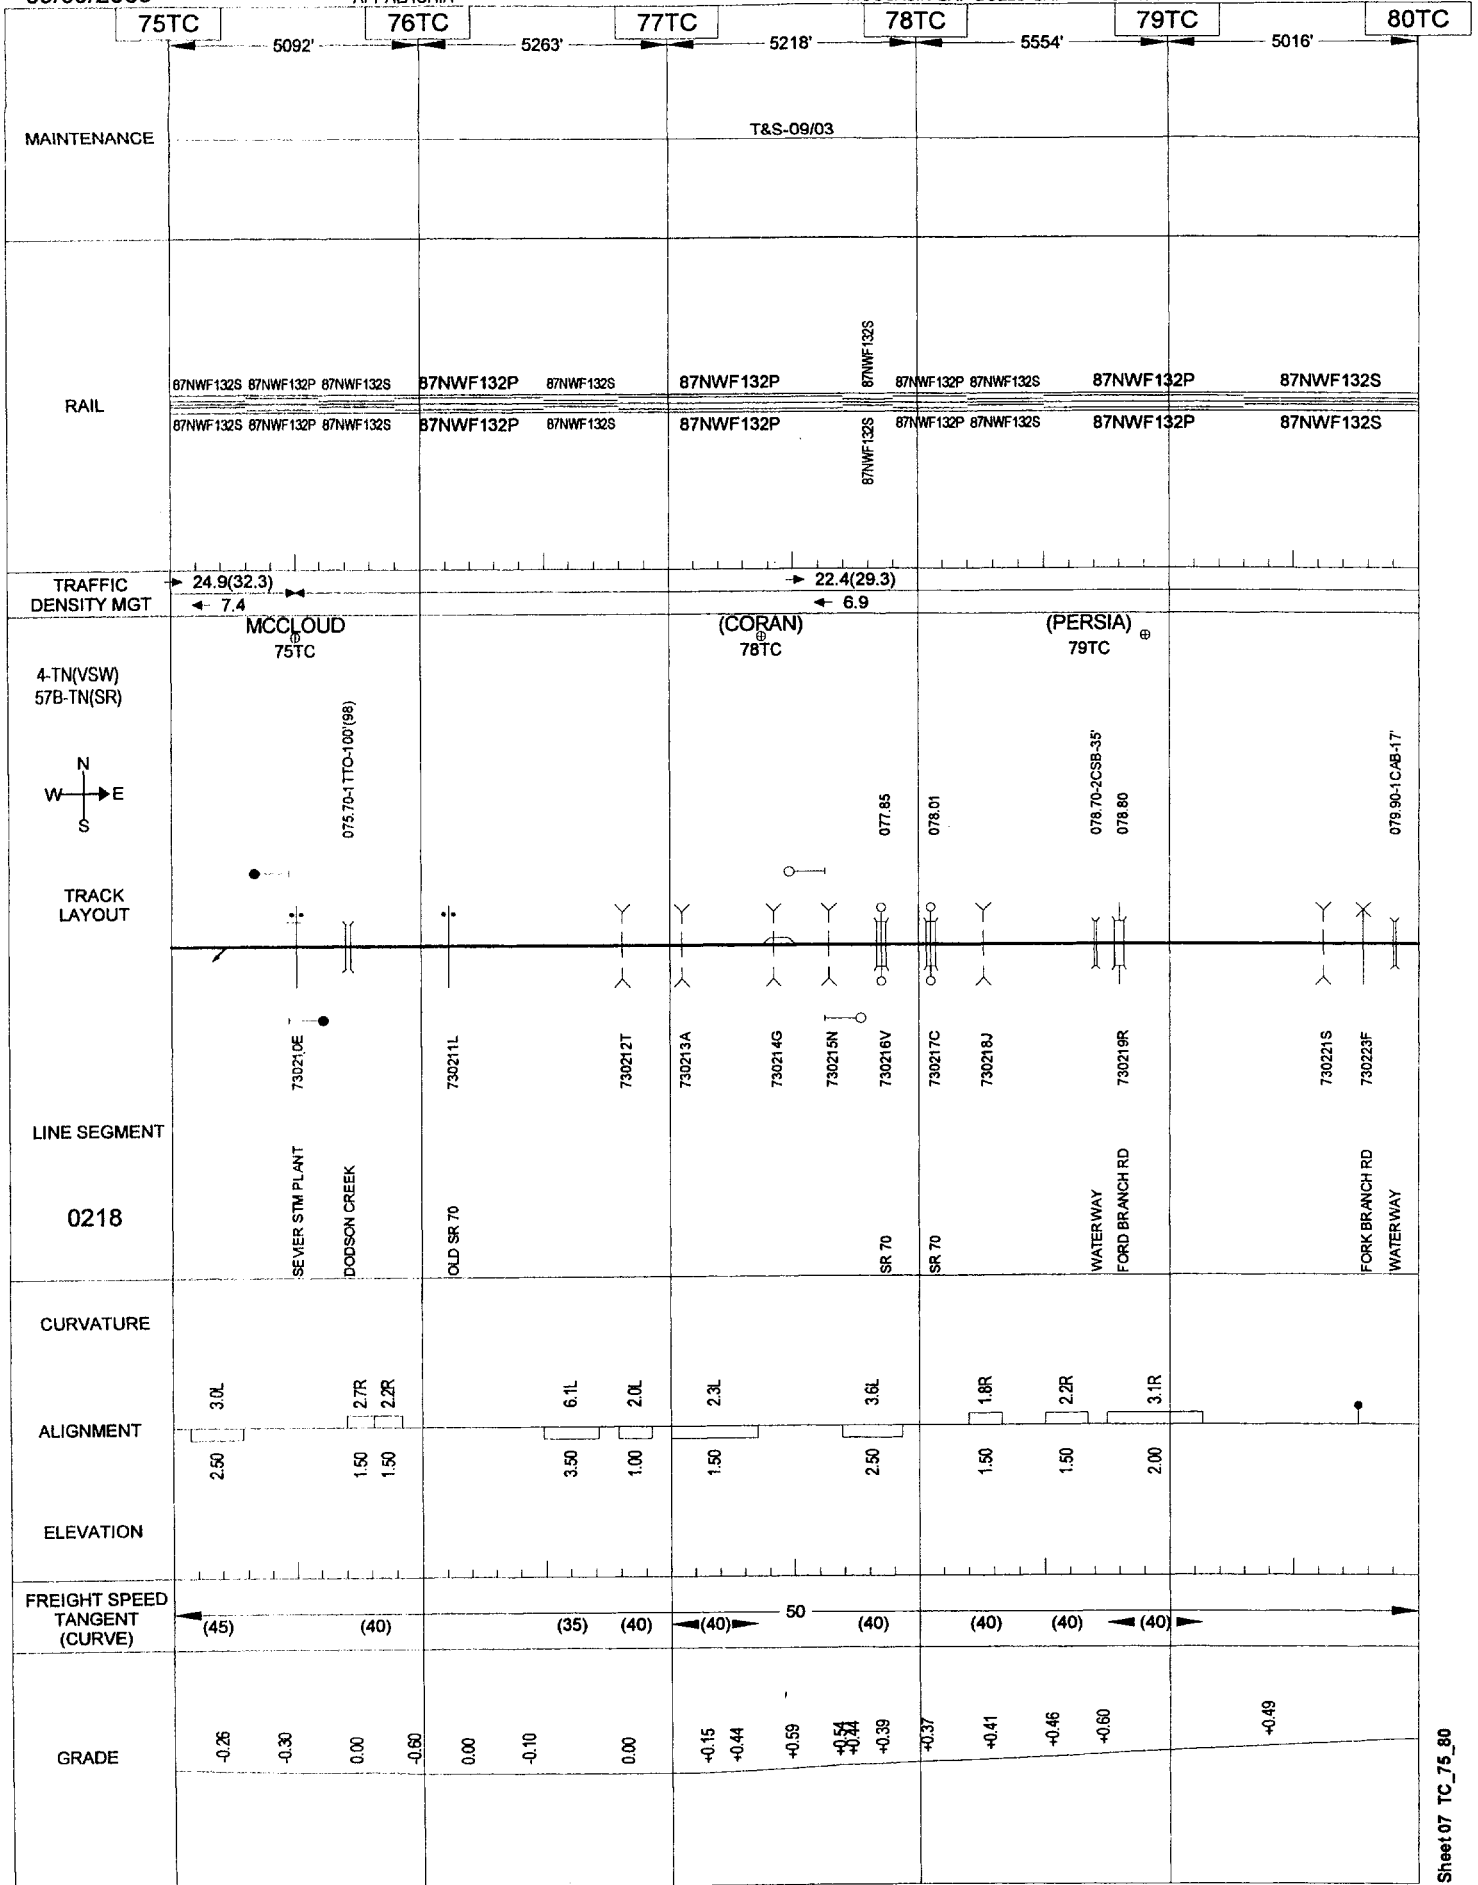 75TC 76TC 77TC 78TC 79TC 80TC
5092' 5263' 5218' 5554' 5016'
MAINTENANCE
T&S-09/03
RAIL
87NWF132S 87NWF132P 87NWF132S 87NWF132P 87NWF132S 87NWF132P 87NWF132S 87NWF132P 87NWF132S 87NWF132P 87NWF132S
87NWF132S 87NWF132P 87NWF132S 87NWF132P 87NWF132S 87NWF132P 87NWF132S 87NWF132P 87NWF132S 87NWF132P 87NWF132S
TRAFFIC
DENSITY MGT
24.9(32.3) 22.4(29.3)
7.4 6.9
MCCLOUD (CORAN) (PERSIA)
75TC 78TC 79TC
4-TN(VSW)
57B-TN(SR)
N
W E
S
075.70-1TTO-100'(98)
077.85
078.01
078.70-2CSB-35'
078.80
079.90-1CAB-17'
TRACK
LAYOUT
730210E
730211L
730212T
730213A
730214G
730215N
730216V
730217C
730218J
730219R
730221S
730223F
LINE SEGMENT
0218
SEVIER STM PLANT
DODSON CREEK
OLD SR 70
SR 70
SR 70
WATERWAY
FORD BRANCH RD
FORK BRANCH RD
WATERWAY
CURVATURE
3.0L 2.7R 2.2R 6.1L 2.0L 2.3L 3.6L 1.8R 2.2R 3.1R
ALIGNMENT
2.50 1.50 1.50 3.50 1.00 1.50 2.50 1.50 1.50 2.00
ELEVATION
FREIGHT SPEED
TANGENT
(CURVE)
50
(45) (40) (35) (40) (40) (40) (40) (40) (40)
GRADE
-0.26 -0.30 0.00 -0.60 0.00 -0.10 0.00 +0.15 +0.44 +0.59 +0.54 +0.44 +0.39 +0.37 +0.41 +0.46 +0.60 +0.49
Sheet 07 TC_75_80